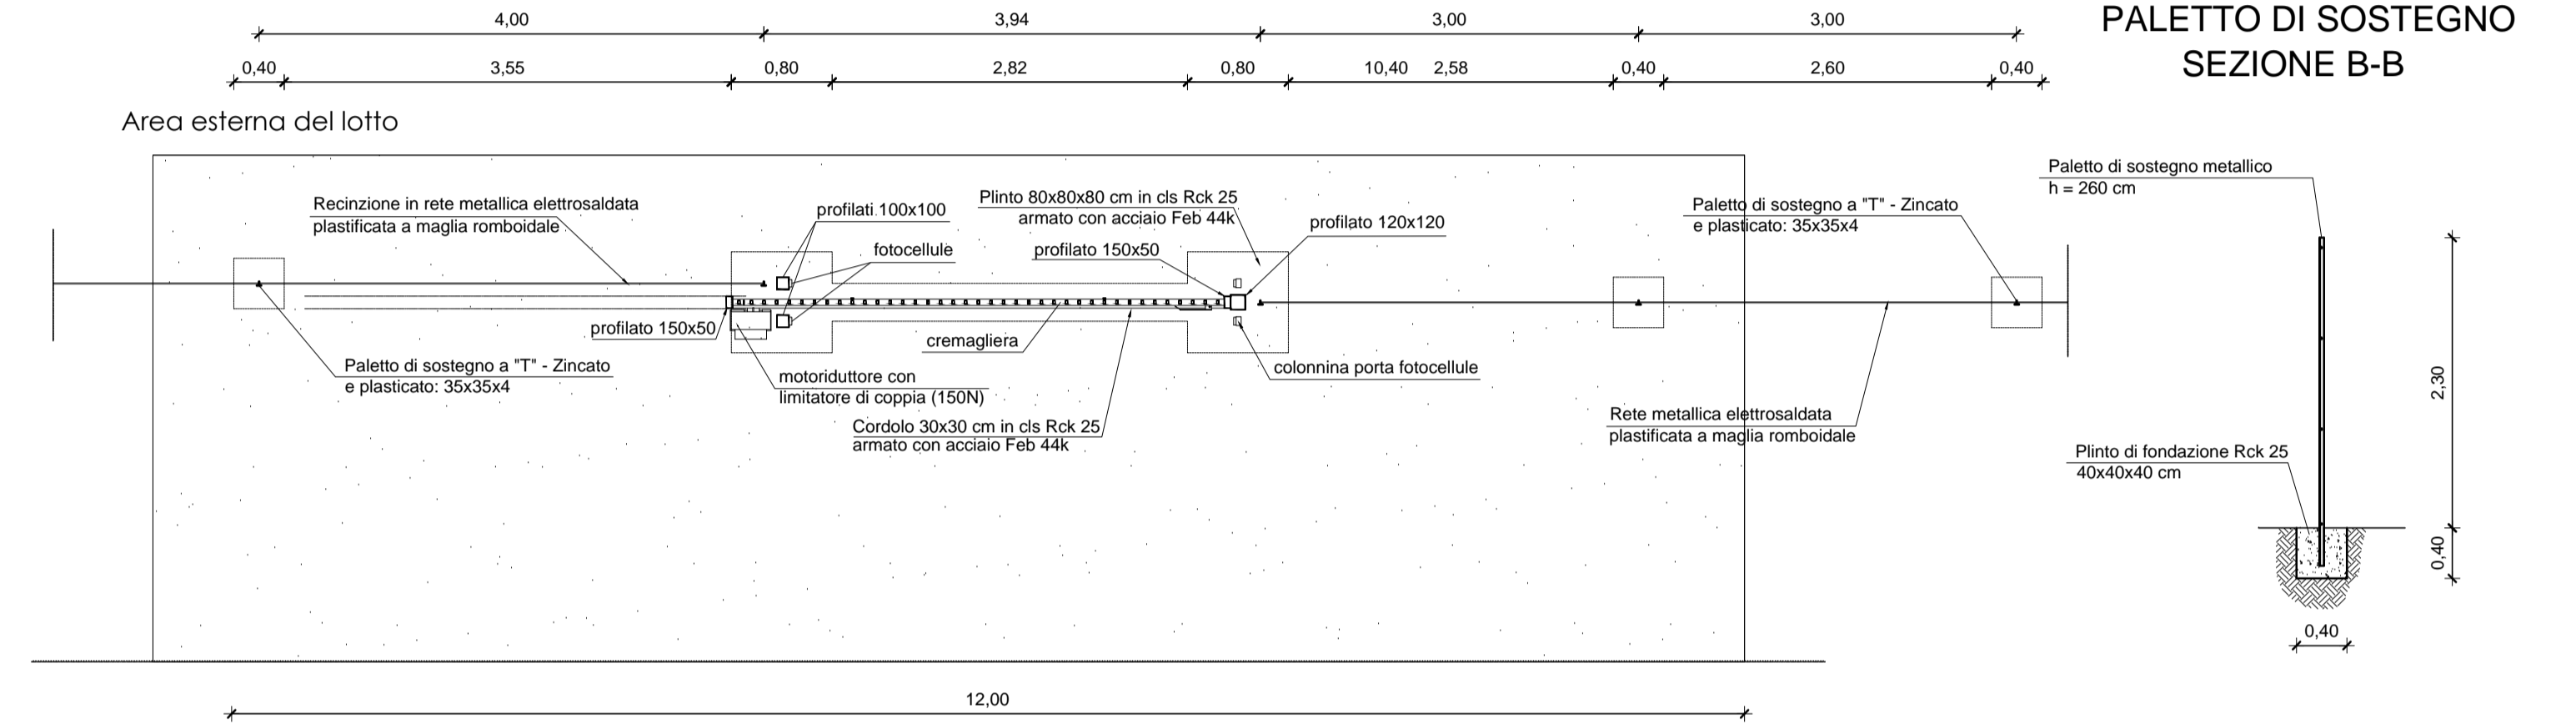 4,00
3,94
3,00
3,00
PALETTO DI SOSTEGNO
SEZIONE B-B
0,40
3,55
0,80
2,82
0,80
10,40
2,58
0,40
2,60
0,40
Area esterna del lotto
Recinzione in rete metallica elettrosaldata
plastificata a maglia romboidale
profilati 100x100
fotocellule
Plinto 80x80x80 cm in cls Rck 25
armato con acciaio Feb 44k
profilato 150x50
profilato 120x120
Paletto di sostegno a "T" - Zincato
e plasticato: 35x35x4
Paletto di sostegno metallico
h = 260 cm
profilato 150x50
cremagliera
Paletto di sostegno a "T" - Zincato
e plasticato: 35x35x4
motoriduttore con
limitatore di coppia (150N)
colonnina porta fotocellule
Cordolo 30x30 cm in cls Rck 25
armato con acciaio Feb 44k
Rete metallica elettrosaldata
plastificata a maglia romboidale
2,30
Plinto di fondazione Rck 25
40x40x40 cm
0,40
0,40
12,00